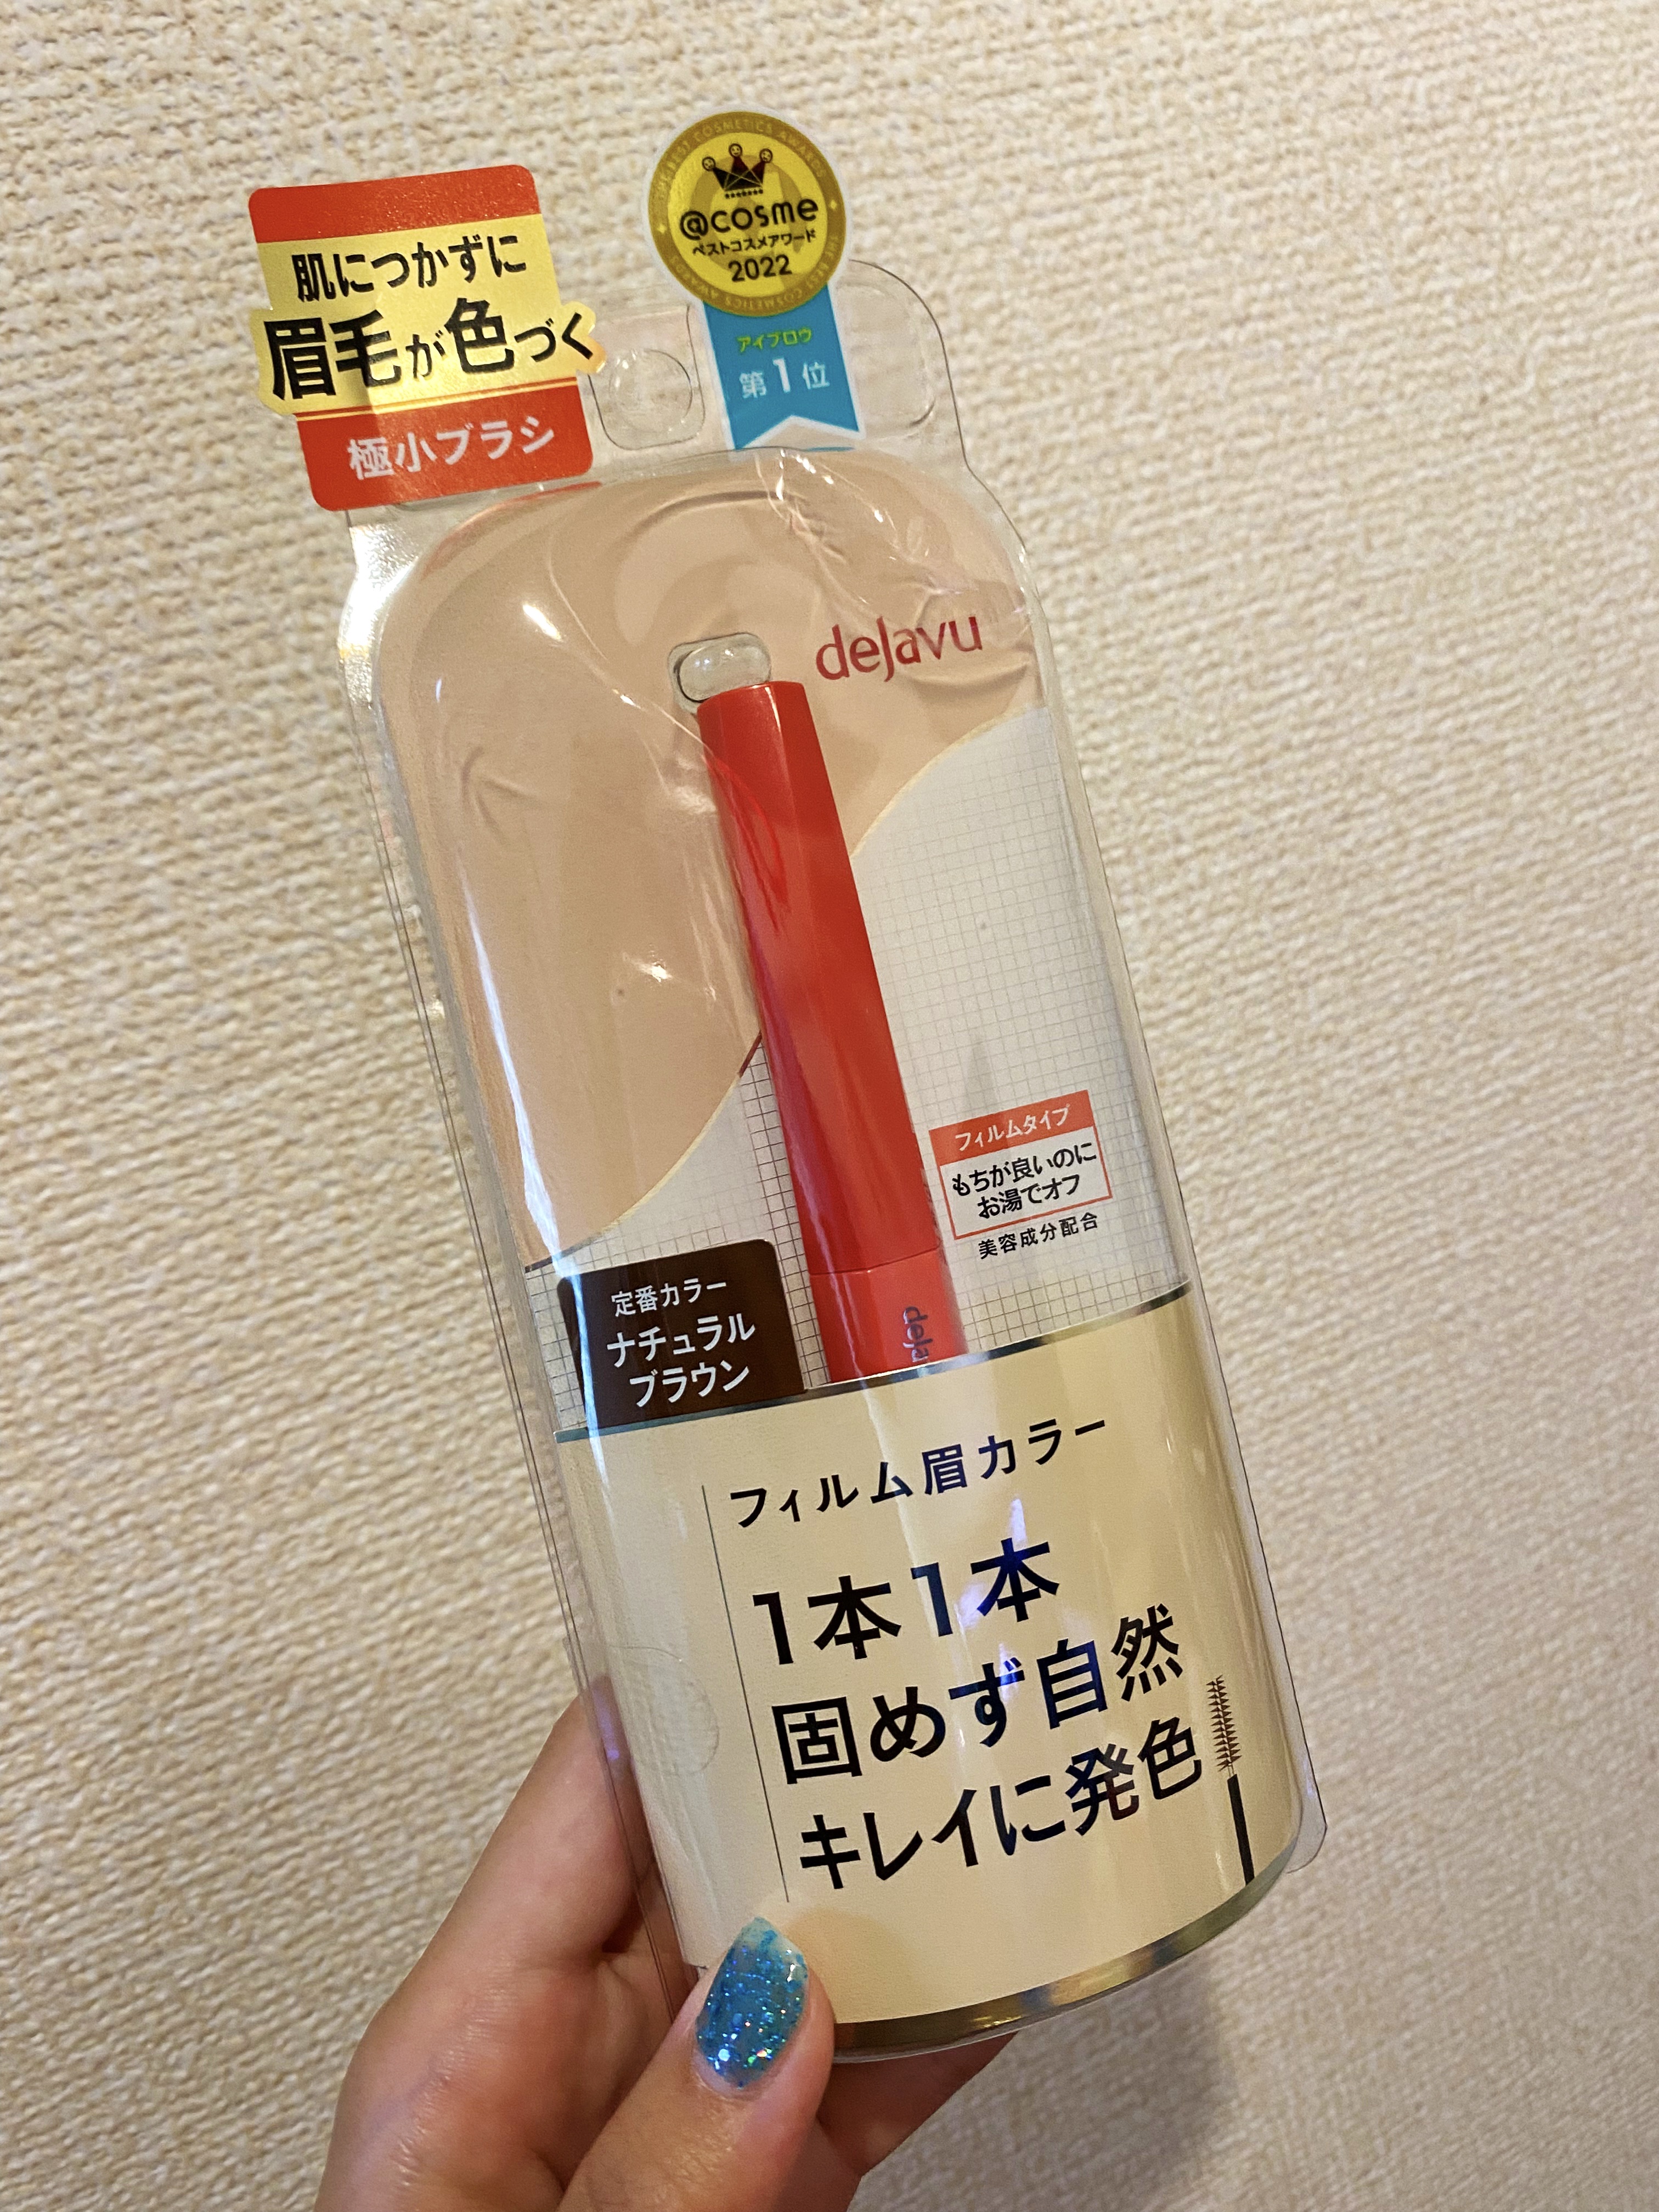 肌につかずに
眉毛が色づく
極小ブラシ
@cosme
ベストコスメアワード
2022
アイブロウ
第1位
dejavu
フィルムタイプ
もちが良いのに
お湯でオフ
美容成分配合
定番カラー
ナチュラル
ブラウン
deja
フィルム眉カラー
1本1本
固めず自然
キレイに発色